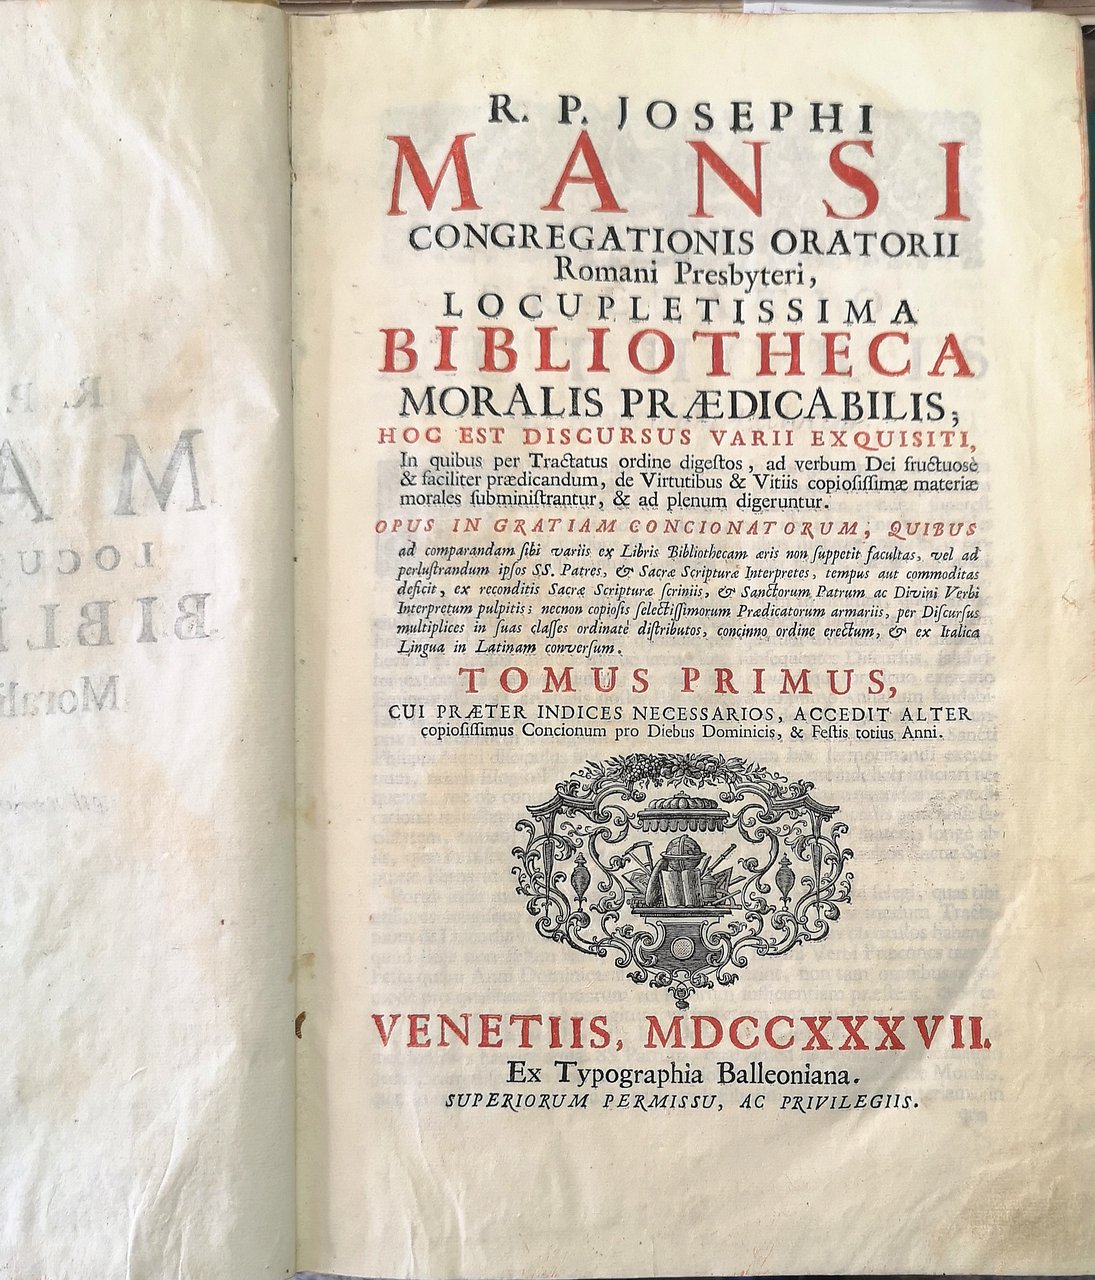 R. P. JOSEPHI
MANSI
CONGREGATIONIS ORATORII
Romani Presbyteri,
LOCUPLETISSIMA
BIBLIOTHECA
MORALIS PRÆDICABILIS;
HOC EST DISCURSUS VARII EXQUISITI,
In quibus per Tractatus ordine digeſtos, ad verbum Dei fructuosè
& faciliter prædicandum, de Virtutibus & Vitiis copioſiſſimæ materiæ
morales ſubminiſtrantur, & ad plenum digeruntur.
OPUS IN GRATIAM CONCIONATORUM; QUIBUS
ad comparandam ſibi variis ex Libris Bibliothecam æris non ſuppetit facultas, vel ad
perluſtrandum ipſos SS. Patres, & Sacræ Scripturæ Interpretes, tempus aut commoditas
deficit, ex reconditis Sacræ Scripturæ ſcriniis, & Sanctorum Patrum ac Divini Verbi
Interpretum pulpitis; necnon copioſis ſelectiſſimorum Prædicatorum armariis, per Diſcurſus
multiplices in ſuas claſſes ordinatè diſtributos, concinno ordine erectum, & ex Italica
Lingua in Latinam converſum.
TOMUS PRIMUS,
CUI PRÆTER INDICES NECESSARIOS, ACCEDIT ALTER
copioſiſſimus Concionum pro Diebus Dominicis, & Feſtis totius Anni.
VENETIIS, MDCCXXXVII.
Ex Typographia Balleoniana.
SUPERIORUM PERMISSU, AC PRIVILEGIIS.